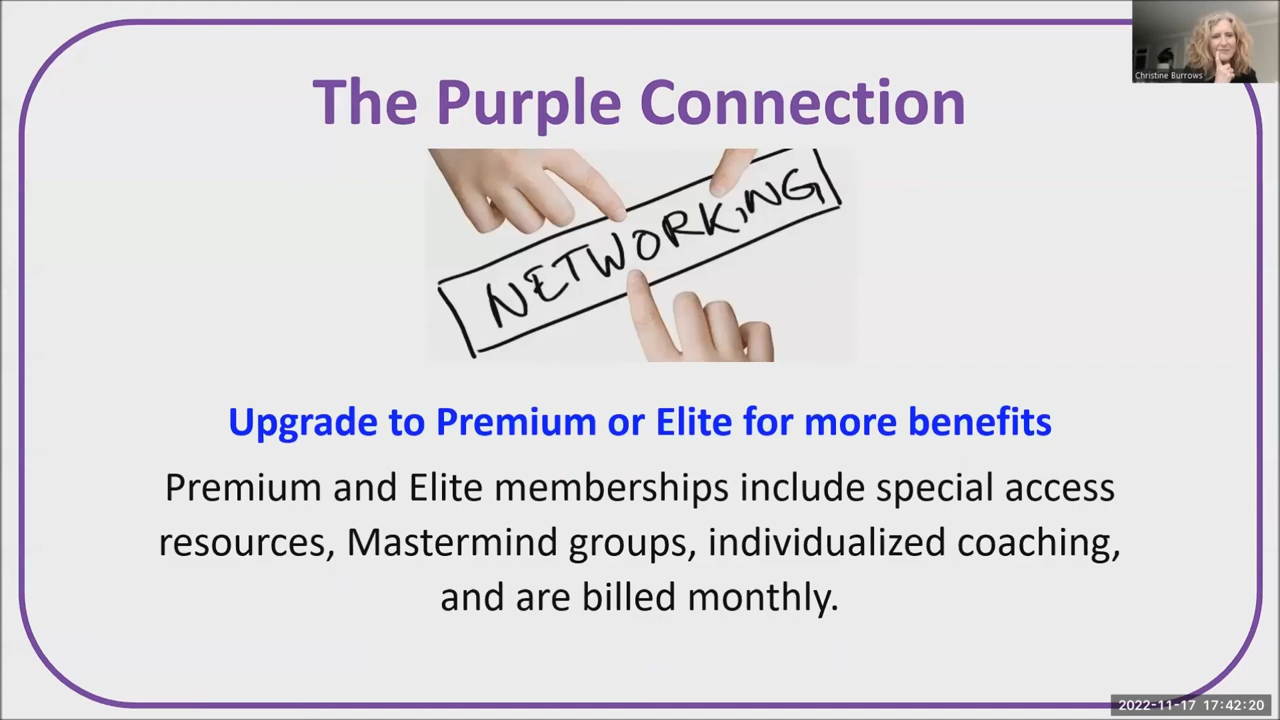 Christine Burrows
The Purple Connection
NETWORKING
Upgrade to Premium or Elite for more benefits
Premium and Elite memberships include special access
resources, Mastermind groups, individualized coaching,
and are billed monthly.
2022-11-17 17:42:20